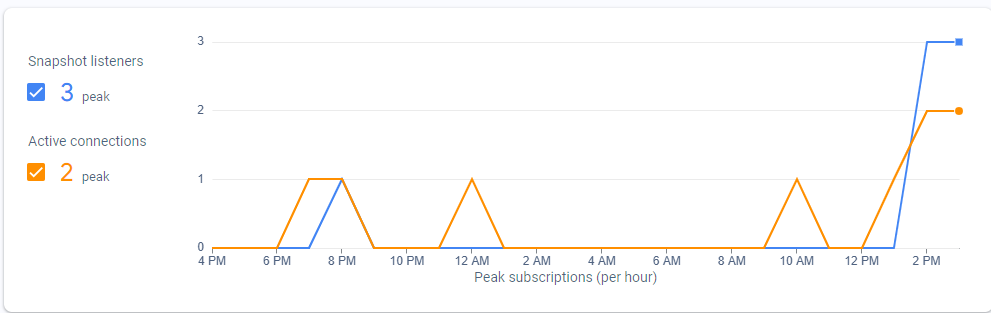 Snapshot listeners
3 peak
Active connections
2 peak
3
2
1
0
4 PM 6 PM 8 PM 10 PM 12 AM 2 AM 4 AM 6 AM 8 AM 10 AM 12 PM 2 PM
Peak subscriptions (per hour)